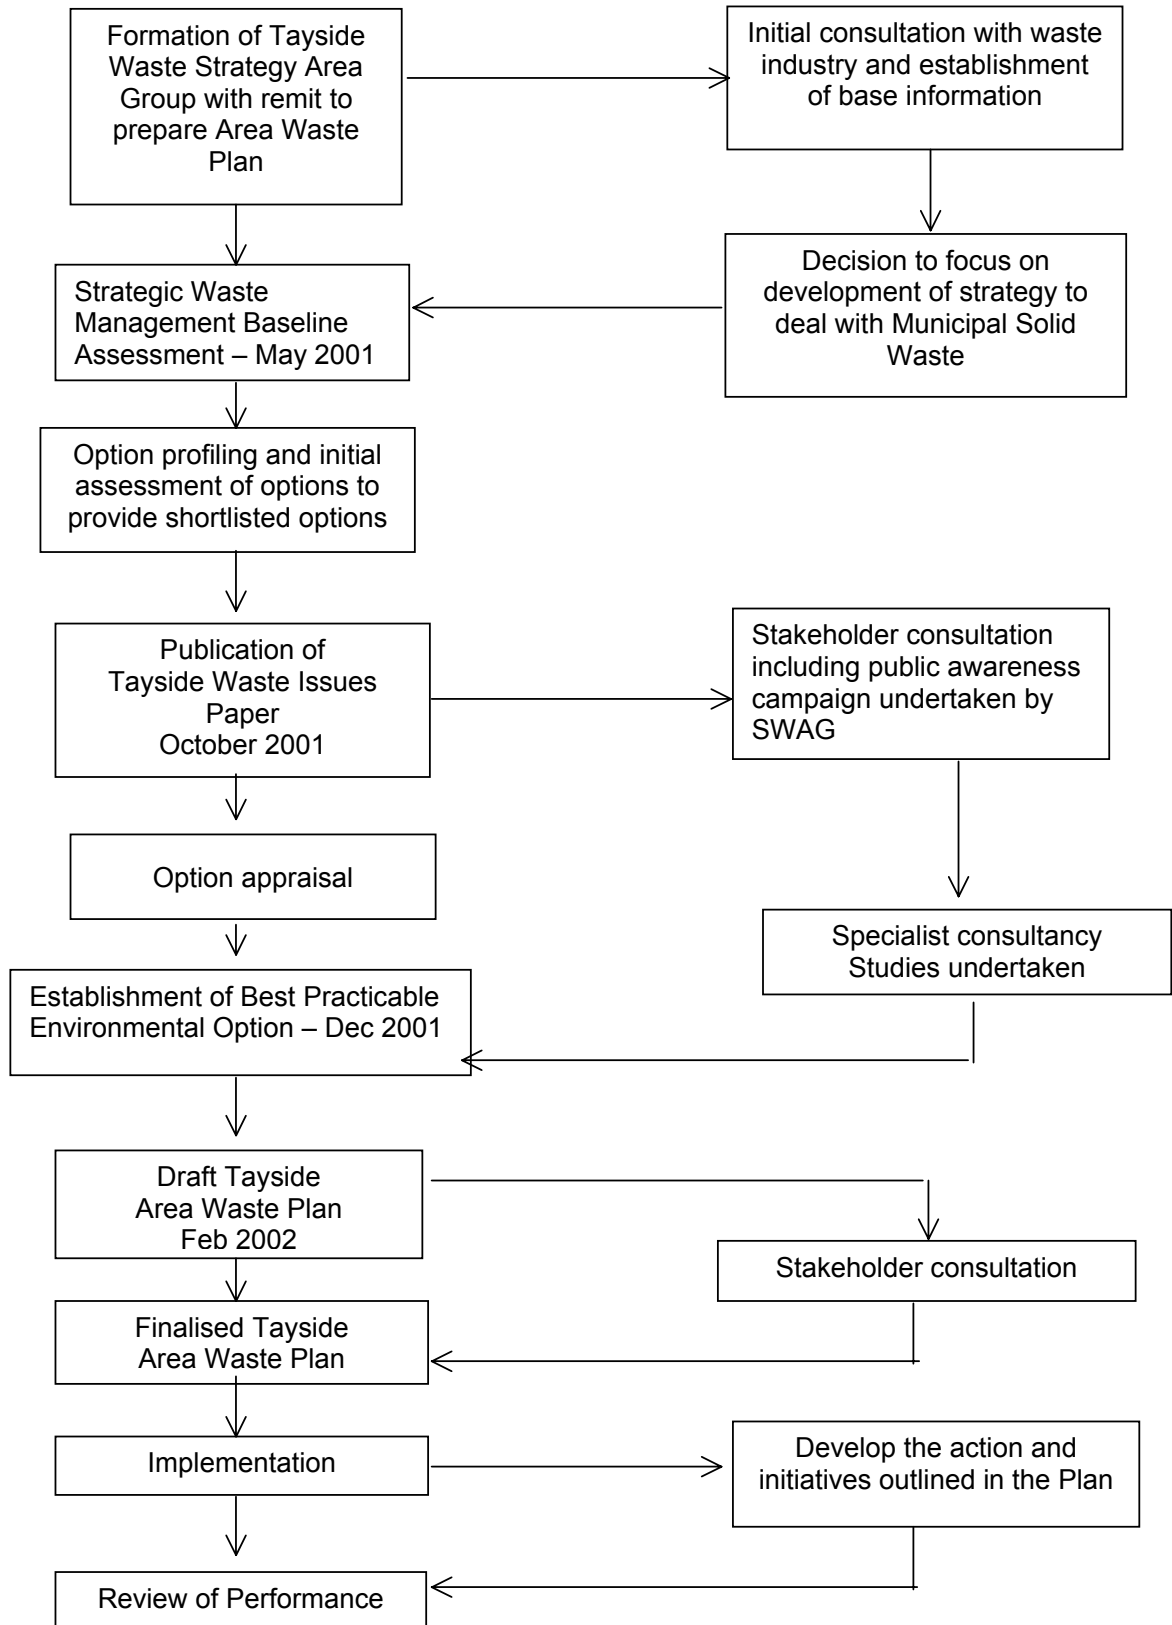 Formation of Tayside
Waste Strategy Area
Group with remit to
prepare Area Waste
Plan
Initial consultation with waste
industry and establishment
of base information
Decision to focus on
development of strategy to
deal with Municipal Solid
Waste
Strategic Waste
Management Baseline
Assessment – May 2001
Option profiling and initial
assessment of options to
provide shortlisted options
Publication of
Tayside Waste Issues
Paper
October 2001
Stakeholder consultation
including public awareness
campaign undertaken by
SWAG
Option appraisal
Specialist consultancy
Studies undertaken
Establishment of Best Practicable
Environmental Option – Dec 2001
Draft Tayside
Area Waste Plan
Feb 2002
Stakeholder consultation
Finalised Tayside
Area Waste Plan
Implementation
Develop the action and
initiatives outlined in the Plan
Review of Performance